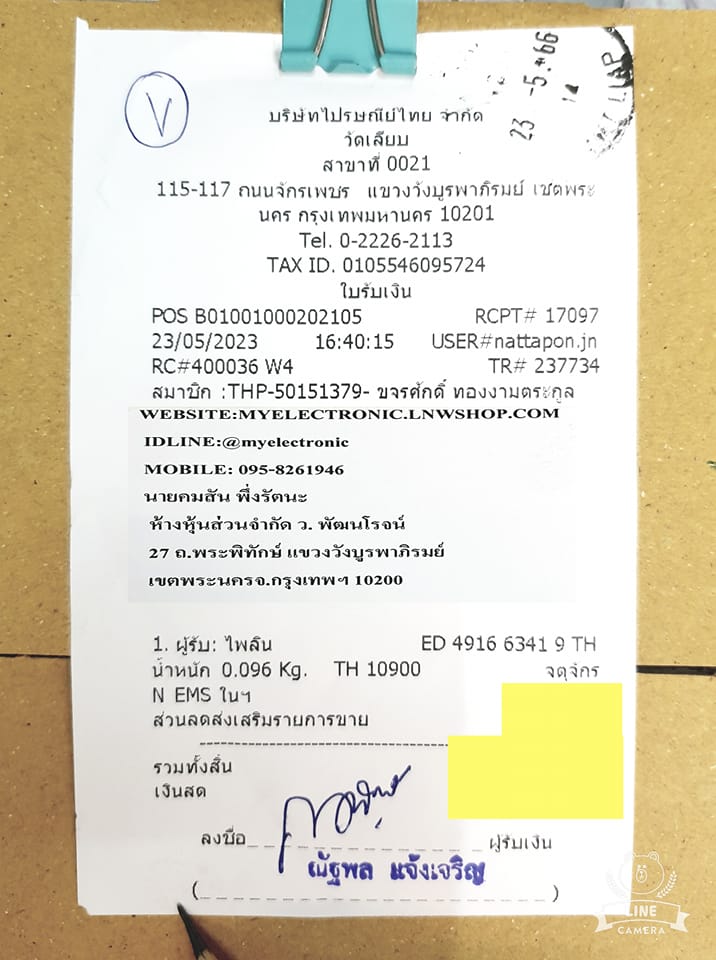 V
23 -5.-66
บริษัทไปรษณีย์ไทย จำกัด
วัดเลียบ
สาขาที่ 0021
115-117 ถนนจักรเพชร แขวงวังบูรพาภิรมย์ เขตพระ
นคร กรุงเทพมหานคร 10201
Tel. 0-2226-2113
TAX ID. 0105546095724
ใบรับเงิน
POS B01001000202105 RCPT# 17097
23/05/2023 16:40:15 USER#nattapon.jn
RC#400036 W4 TR# 237734
สมาชิก :THP-50151379- ขจรศักดิ์ ทองงามตระกูล
WEBSITE:MYELECTRONIC.LNWSHOP.COM
IDLINE:@myelectronic
MOBILE: 095-8261946
นายคมสัน พึ่งรัตนะ
ห้างหุ้นส่วนจำกัด ว. พัฒนโรจน์
27 ถ.พระพิทักษ์ แขวงวังบูรพาภิรมย์
เขตพระนครจ.กรุงเทพฯ 10200
1. ผู้รับ: ไพลิน ED 4916 6341 9 TH
น้ำหนัก 0.096 Kg. TH 10900 จตุจักร
N EMS ในฯ
ส่วนลดส่งเสริมรายการขาย
รวมทั้งสิ้น
เงินสด
ลงชื่อ ผู้รับเงิน
ณัฐพล แจ้งเจริญ
( )
LINE
CAMERA